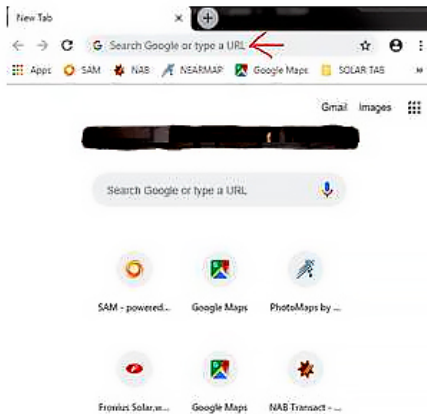 New Tab
Search Google or type a URL
Apps SAM NAB NEARMAP Google Maps SOLAR TAB
Gmail Images
Search Google or type a URL
SAM - powered... Google Maps PhotoMaps by ...
Fronius Solar.w... Google Maps NAB Transact - ...